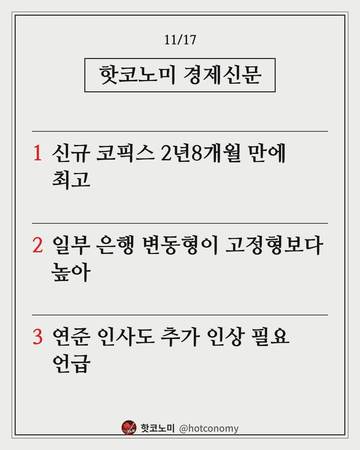 11/17
핫코노미 경제신문
1 신규 코픽스 2년8개월 만에
최고
2 일부 은행 변동형이 고정형보다
높아
3 연준 인사도 추가 인상 필요
언급
핫코노미 @hotconomy